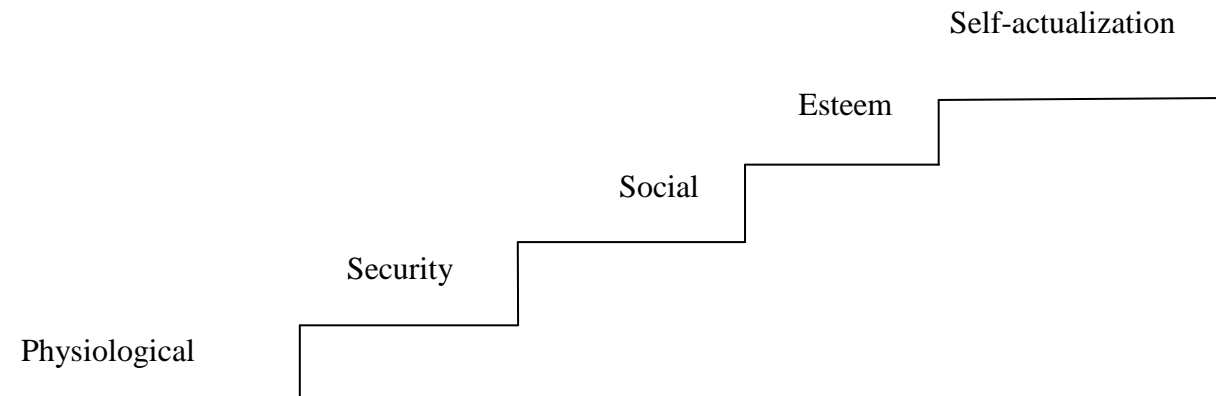 Self-actualization
Esteem
Social
Security
Physiological